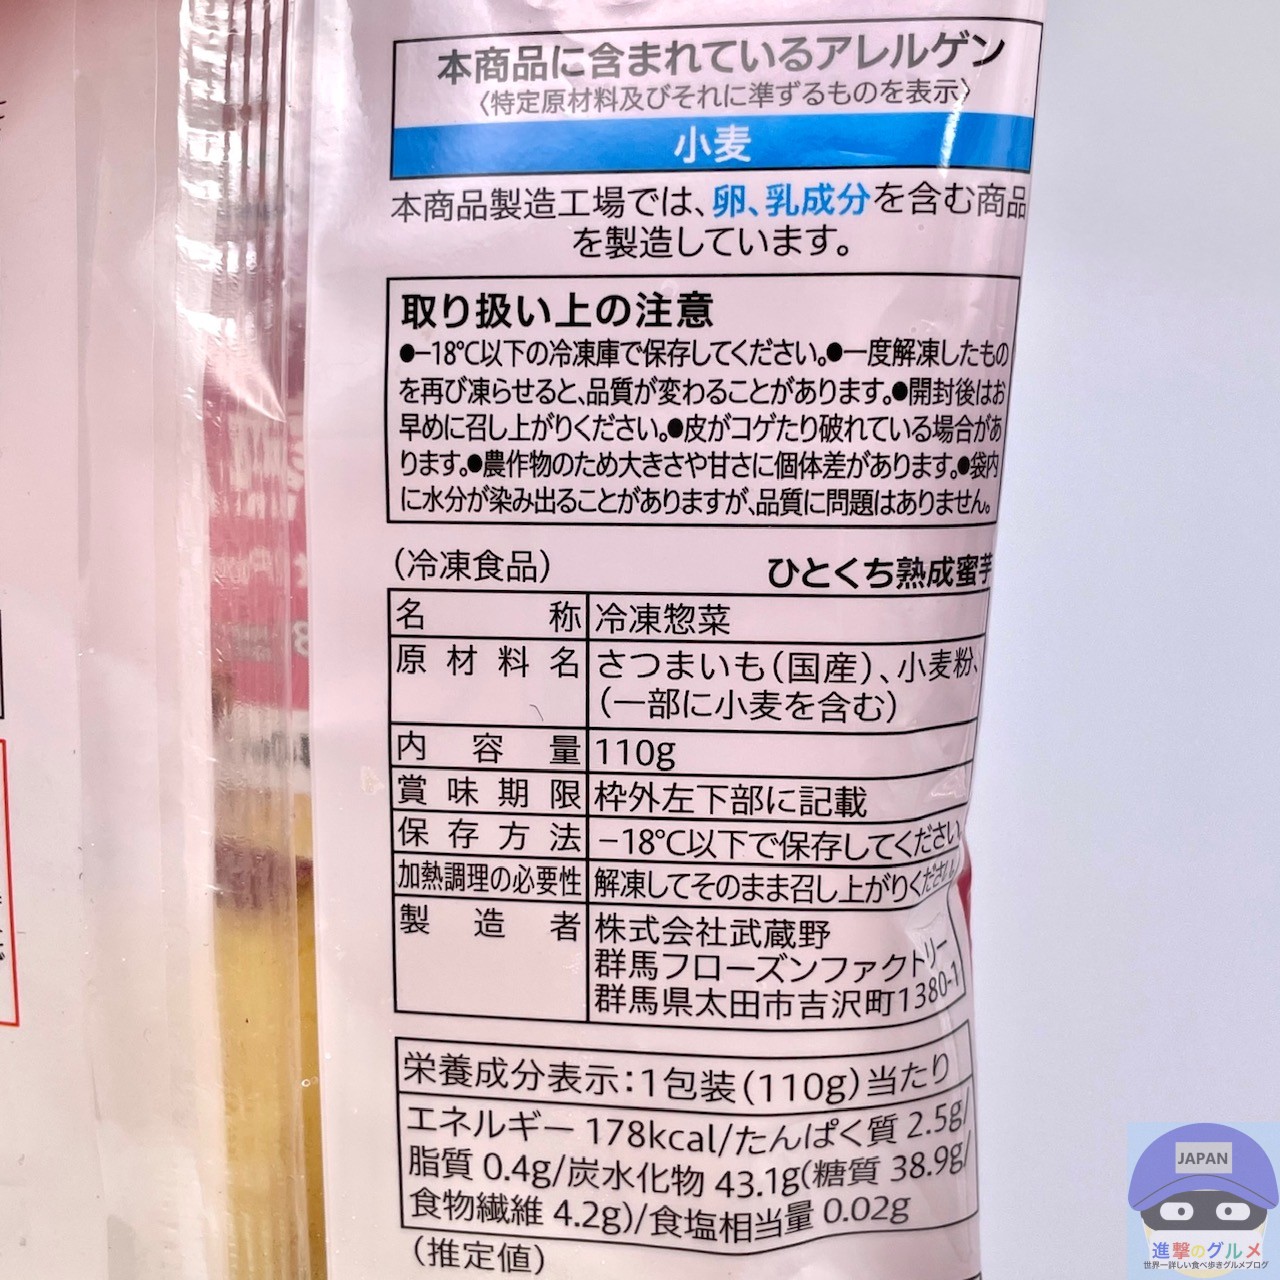 本商品に含まれているアレルゲン
〈特定原材料及びそれに準ずるものを表示〉
小麦
本商品製造工場では、卵、乳成分を含む商品
を製造しています。
取り扱い上の注意
●−18℃以下の冷凍庫で保存してください。●一度解凍したもの
を再び凍らせると、品質が変わることがあります。●開封後はお
早めに召し上がりください。●皮がコゲたり破れている場合があ
ります。●農作物のため大きさや甘さに個体差があります。●袋内
に水分が染み出ることがありますが、品質に問題はありません。
(冷凍食品) ひとくち熟成蜜芋
名称 冷凍惣菜
原材料名 さつまいも(国産)、小麦粉、
(一部に小麦を含む)
内容量 110g
賞味期限 枠外左下部に記載
保存方法 −18℃以下で保存してください
加熱調理の必要性 解凍してそのまま召し上がりください
製造者 株式会社武蔵野
群馬フローズンファクトリー
群馬県太田市吉沢町1380-1
栄養成分表示:1包装(110g)当たり
エネルギー 178kcal/たんぱく質 2.5g/
脂質 0.4g/炭水化物 43.1g(糖質 38.9g/
食物繊維 4.2g)/食塩相当量 0.02g
(推定値)
JAPAN
進撃のグルメ
世界一詳しい食べ歩きグルメブログ